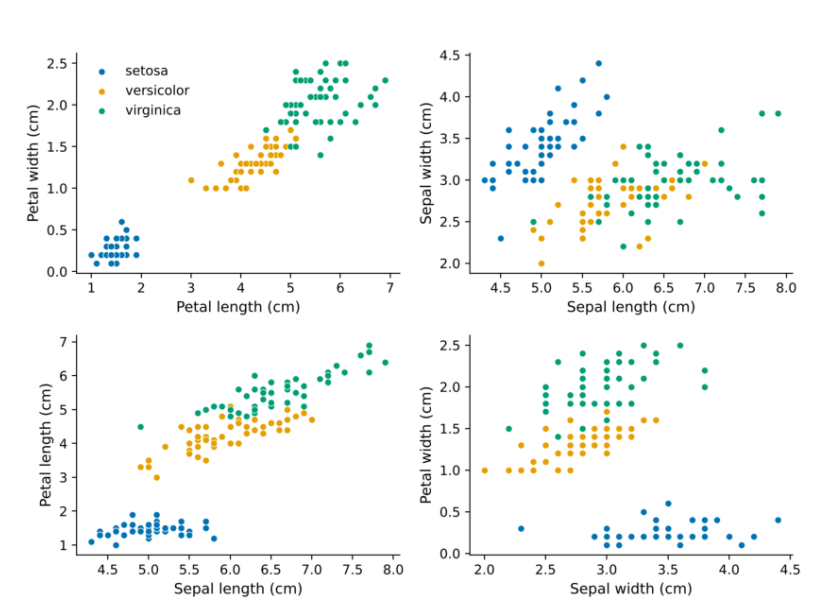 2.5
2.0
1.5
1.0
0.5
0.0
Petal width (cm)
setosa
versicolor
virginica
1 2 3 4 5 6 7
Petal length (cm)
4.5
4.0
3.5
3.0
2.5
2.0
Sepal width (cm)
4.5 5.0 5.5 6.0 6.5 7.0 7.5 8.0
Sepal length (cm)
7
6
5
4
3
2
1
Petal length (cm)
4.5 5.0 5.5 6.0 6.5 7.0 7.5 8.0
Sepal length (cm)
2.5
2.0
1.5
1.0
0.5
0.0
Petal width (cm)
2.0 2.5 3.0 3.5 4.0 4.5
Sepal width (cm)